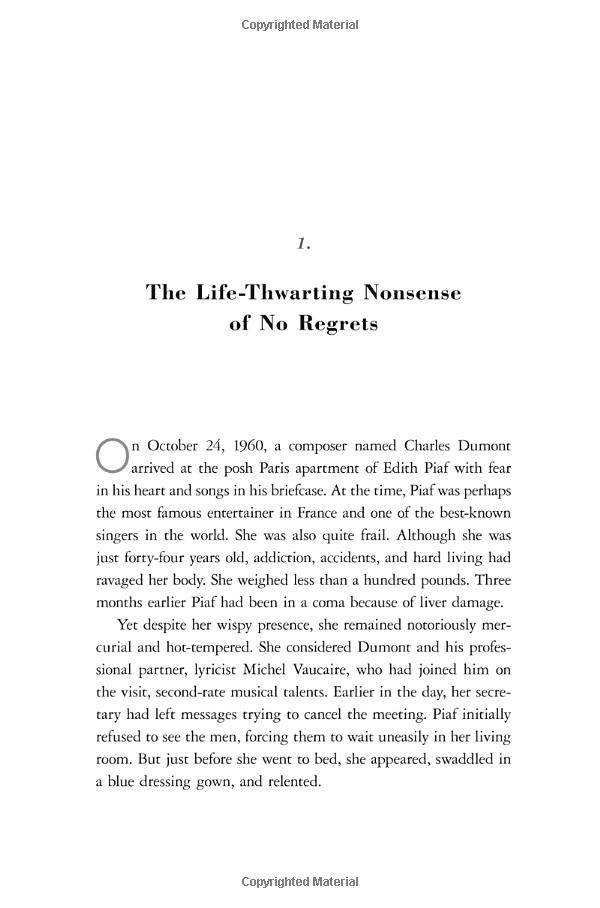 Copyrighted Material
1.
The Life-Thwarting Nonsense
of No Regrets
On October 24, 1960, a composer named Charles Dumont
arrived at the posh Paris apartment of Edith Piaf with fear
in his heart and songs in his briefcase. At the time, Piaf was perhaps
the most famous entertainer in France and one of the best-known
singers in the world. She was also quite frail. Although she was
just forty-four years old, addiction, accidents, and hard living had
ravaged her body. She weighed less than a hundred pounds. Three
months earlier Piaf had been in a coma because of liver damage.
Yet despite her wispy presence, she remained notoriously mer-
curial and hot-tempered. She considered Dumont and his profes-
sional partner, lyricist Michel Vaucaire, who had joined him on
the visit, second-rate musical talents. Earlier in the day, her secre-
tary had left messages trying to cancel the meeting. Piaf initially
refused to see the men, forcing them to wait uneasily in her living
room. But just before she went to bed, she appeared, swaddled in
a blue dressing gown, and relented.
Copyrighted Material